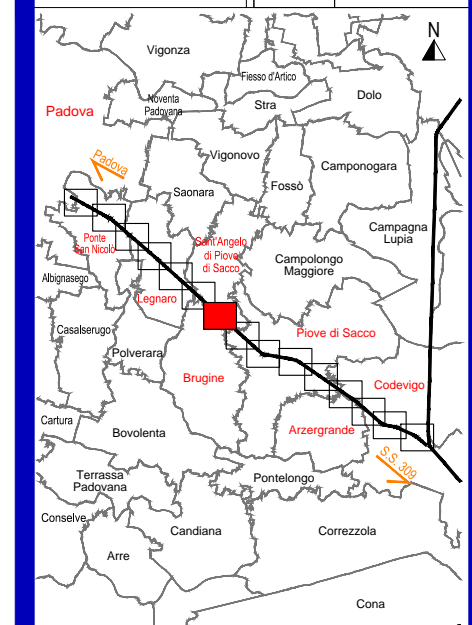 N
Vigonza
Fiesso d'Artico
Dolo
Noventa
Padovana
Stra
Padova
Vigonovo
Camponogara
Padova
Saonara
Fossò
Campagna
Lupia
Ponte
San Nicolò
Sant'Angelo
di Piove
di Sacco
Campolongo
Maggiore
Albignasego
Legnaro
Casalserugo
Piove di Sacco
Polverara
Brugine
Codevigo
Cartura
Bovolenta
Arzergrande
S.S. 309
Terrassa
Padovana
Pontelongo
Conselve
Candiana
Correzzola
Arre
Cona